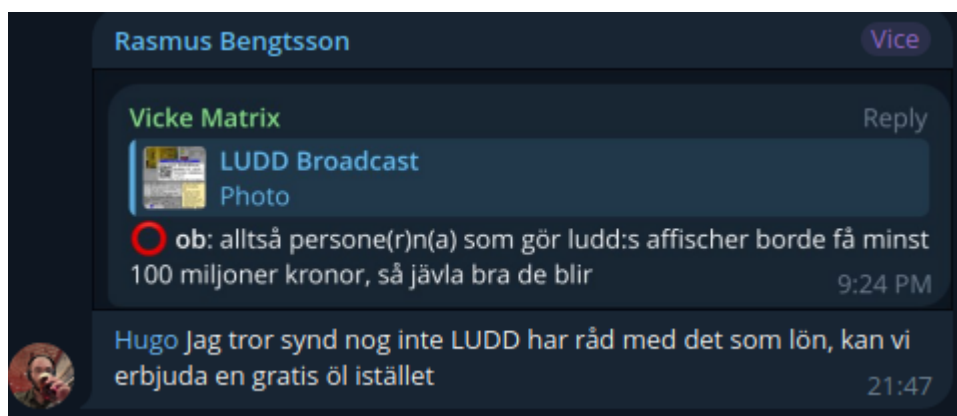 Rasmus Bengtsson Vice
Vicke Matrix Reply
LUDD Broadcast
Photo
⭕ ob: alltså persone(r)n(a) som gör ludd:s affischer borde få minst
100 miljoner kronor, så jävla bra de blir 9:24 PM
Hugo Jag tror synd nog inte LUDD har råd med det som lön, kan vi
erbjuda en gratis öl istället 21:47